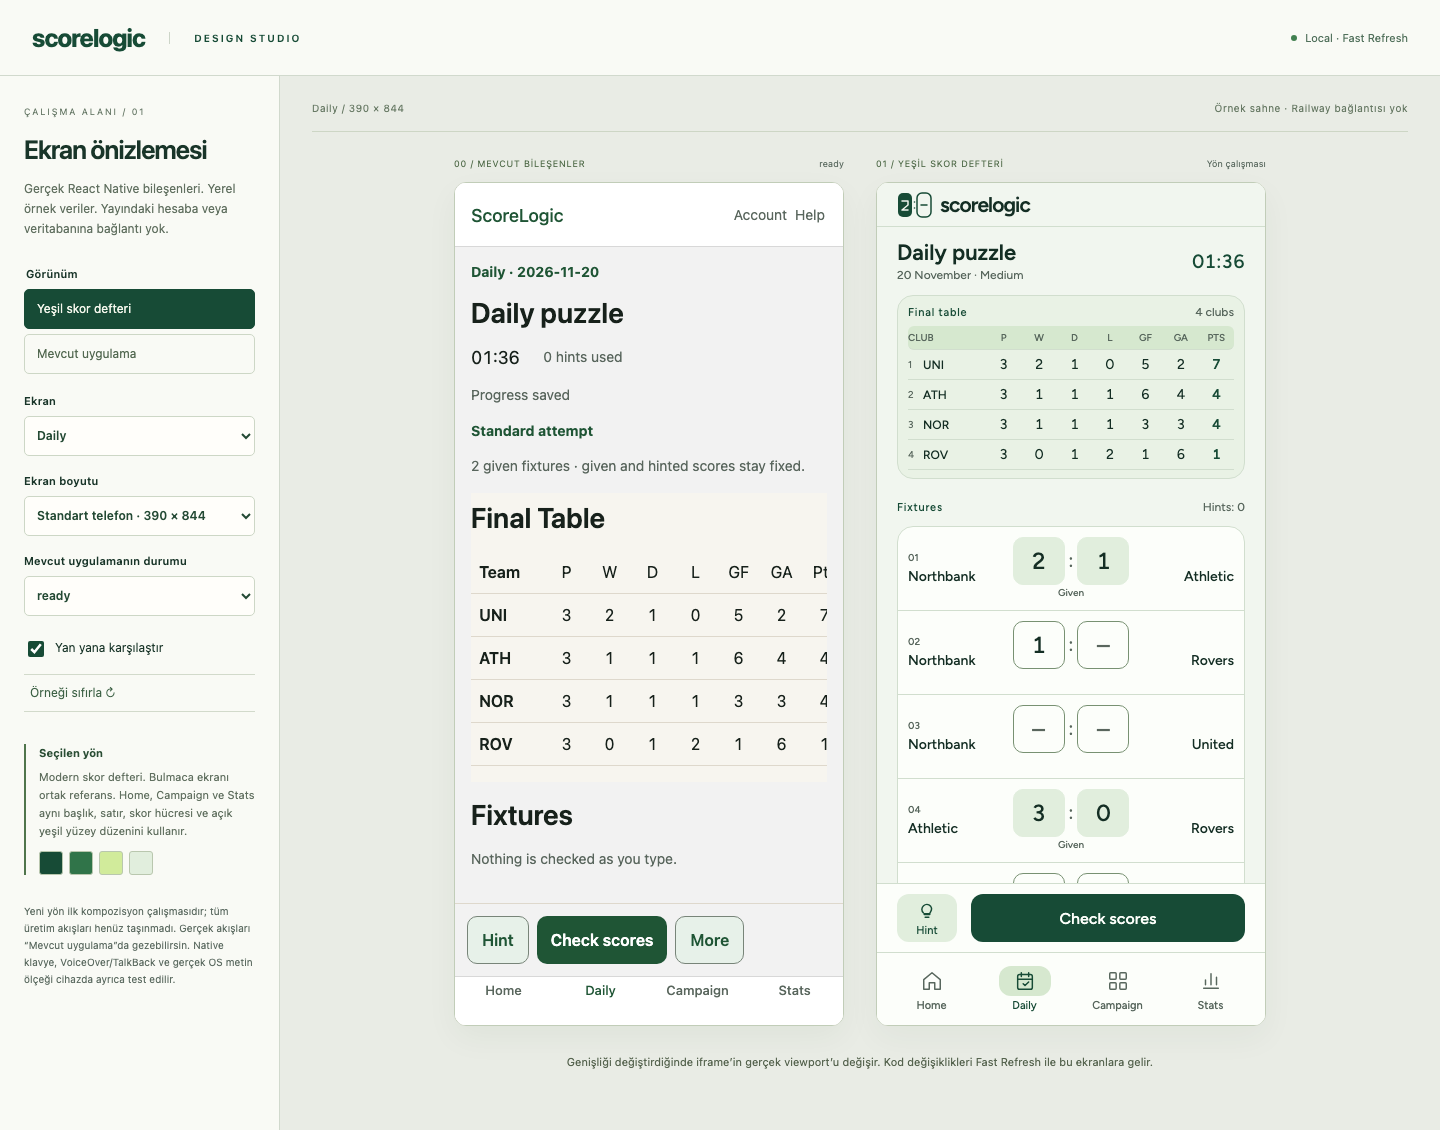 scorelogic
DESIGN STUDIO
Local · Fast Refresh
ÇALIŞMA ALANI / 01
Ekran önizlemesi
Gerçek React Native bileşenleri. Yerel
örnek veriler. Yayındaki hesaba veya
veritabanına bağlantı yok.
Görünüm
Yeşil skor defteri
Mevcut uygulama
Ekran
Daily
Ekran boyutu
Standart telefon · 390 × 844
Mevcut uygulamanın durumu
ready
Yan yana karşılaştır
Örneği sıfırla ↻
Seçilen yön
Modern skor defteri. Bulmaca ekranı
ortak referans. Home, Campaign ve Stats
aynı başlık, satır, skor hücresi ve açık
yeşil yüzey düzenini kullanır.
Yeni yön ilk kompozisyon çalışmasıdır; tüm
üretim akışları henüz taşınmadı. Gerçek akışları
“Mevcut uygulama”da gezebilirsin. Native
klavye, VoiceOver/TalkBack ve gerçek OS metin
ölçeği cihazda ayrıca test edilir.
Daily / 390 × 844
Örnek sahne · Railway bağlantısı yok
00 / MEVCUT BİLEŞENLER
ready
ScoreLogic
Account Help
Daily · 2026-11-20
Daily puzzle
01:36 0 hints used
Progress saved
Standard attempt
2 given fixtures · given and hinted scores stay fixed.
Final Table
Team P W D L GF GA Pt
UNI 3 2 1 0 5 2 7
ATH 3 1 1 1 6 4 4
NOR 3 1 1 1 3 3 4
ROV 3 0 1 2 1 6 1
Fixtures
Nothing is checked as you type.
Hint
Check scores
More
Home Daily Campaign Stats
01 / YEŞİL SKOR DEFTERİ
Yön çalışması
2 : – scorelogic
Daily puzzle
20 November · Medium
01:36
Final table
4 clubs
CLUB P W D L GF GA PTS
1 UNI 3 2 1 0 5 2 7
2 ATH 3 1 1 1 6 4 4
3 NOR 3 1 1 1 3 3 4
4 ROV 3 0 1 2 1 6 1
Fixtures
Hints: 0
01
Northbank 2 : 1 Athletic
Given
02
Northbank 1 : – Rovers
03
Northbank – : – United
04
Athletic 3 : 0 Rovers
Given
Hint
Check scores
Home Daily Campaign Stats
Genişliği değiştirdiğinde iframe’in gerçek viewport’u değişir. Kod değişiklikleri Fast Refresh ile bu ekranlara gelir.